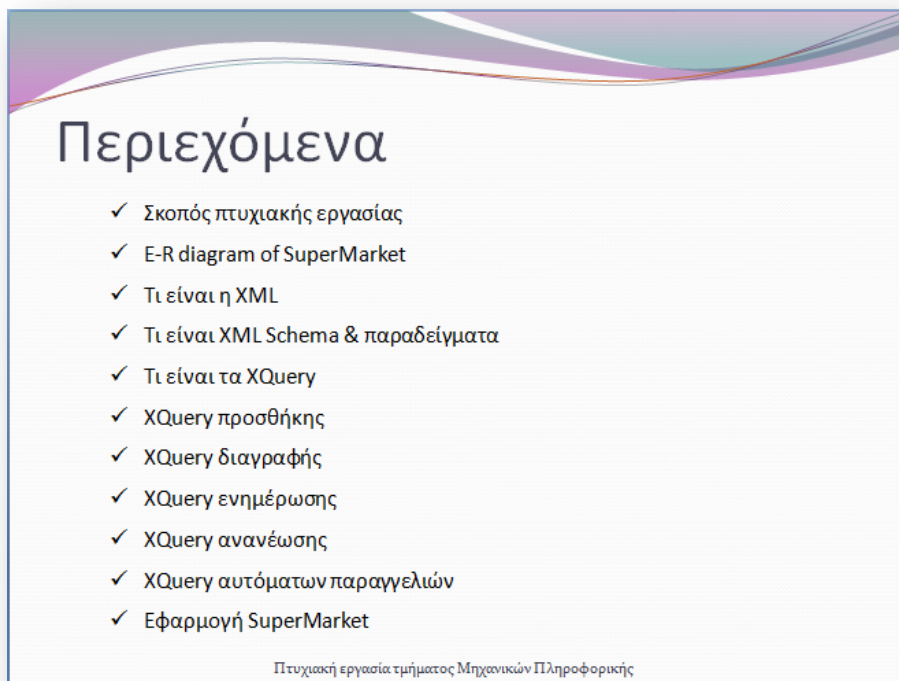 Περιεχόμενα
✓ Σκοπός πτυχιακής εργασίας
✓ E-R diagram of SuperMarket
✓ Τι είναι η XML
✓ Τι είναι XML Schema & παραδείγματα
✓ Τι είναι τα XQuery
✓ XQuery προσθήκης
✓ XQuery διαγραφής
✓ XQuery ενημέρωσης
✓ XQuery ανανέωσης
✓ XQuery αυτόματων παραγγελιών
✓ Εφαρμογή SuperMarket
Πτυχιακή εργασία τμήματος Μηχανικών Πληροφορικής